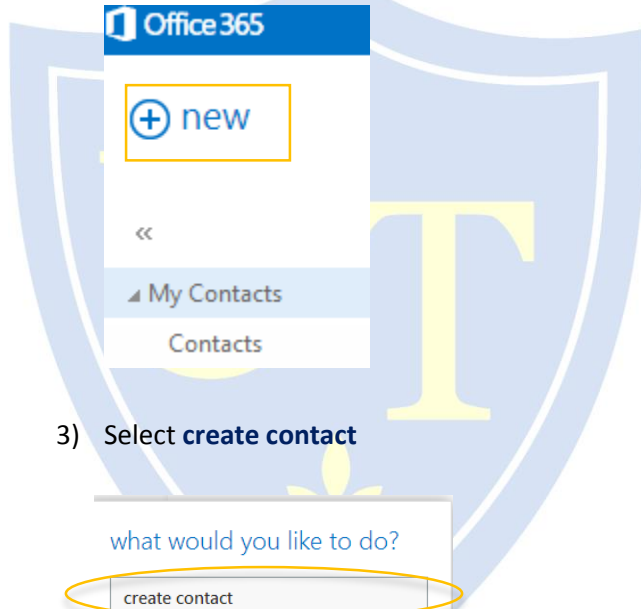 Office 365
new
«
My Contacts
Contacts
3) Select create contact
what would you like to do?
create contact